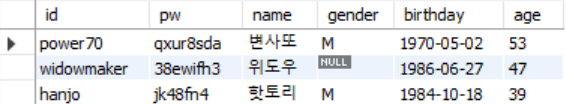 id pw name gender birthday age
power70 qxur8sda 변사또 M 1970-05-02 53
widowmaker 38ewifh3 위도우 NULL 1986-06-27 47
hanjo jk48fn4 핫토리 M 1984-10-18 39